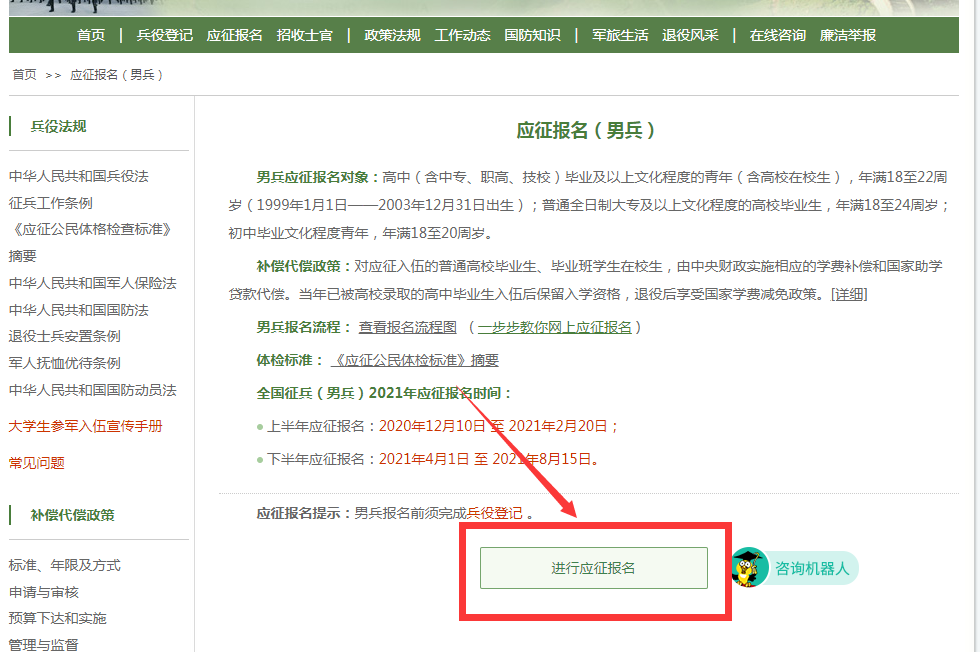 首页 | 兵役登记 应征报名 招收士官 | 政策法规 工作动态 国防知识 | 军旅生活 退役风采 | 在线咨询 廉洁举报
首页 >> 应征报名（男兵）
兵役法规
中华人民共和国兵役法
征兵工作条例
《应征公民体格检查标准》
摘要
中华人民共和国军人保险法
中华人民共和国国防法
退役士兵安置条例
军人抚恤优待条例
中华人民共和国国防动员法
大学生参军入伍宣传手册
常见问题
补偿代偿政策
标准、年限及方式
申请与审核
预算下达和实施
管理与监督
应征报名（男兵）
男兵应征报名对象：高中（含中专、职高、技校）毕业及以上文化程度的青年（含高校在校生），年满18至22周
岁（1999年1月1日——2003年12月31日出生）；普通全日制大专及以上文化程度的高校毕业生，年满18至24周岁；
初中毕业文化程度青年，年满18至20周岁。
补偿代偿政策：对应征入伍的普通高校毕业生、毕业班学生在校生，由中央财政实施相应的学费补偿和国家助学
贷款代偿。当年已被高校录取的高中毕业生入伍后保留入学资格，退役后享受国家学费减免政策。[详细]
男兵报名流程： 查看报名流程图 （一步步教你网上应征报名）
体检标准： 《应征公民体检标准》摘要
全国征兵（男兵）2021年应征报名时间：
上半年应征报名：2020年12月10日 至 2021年2月20日；
下半年应征报名：2021年4月1日 至 2021年8月15日。
应征报名提示：男兵报名前须完成兵役登记 。
进行应征报名
咨询机器人